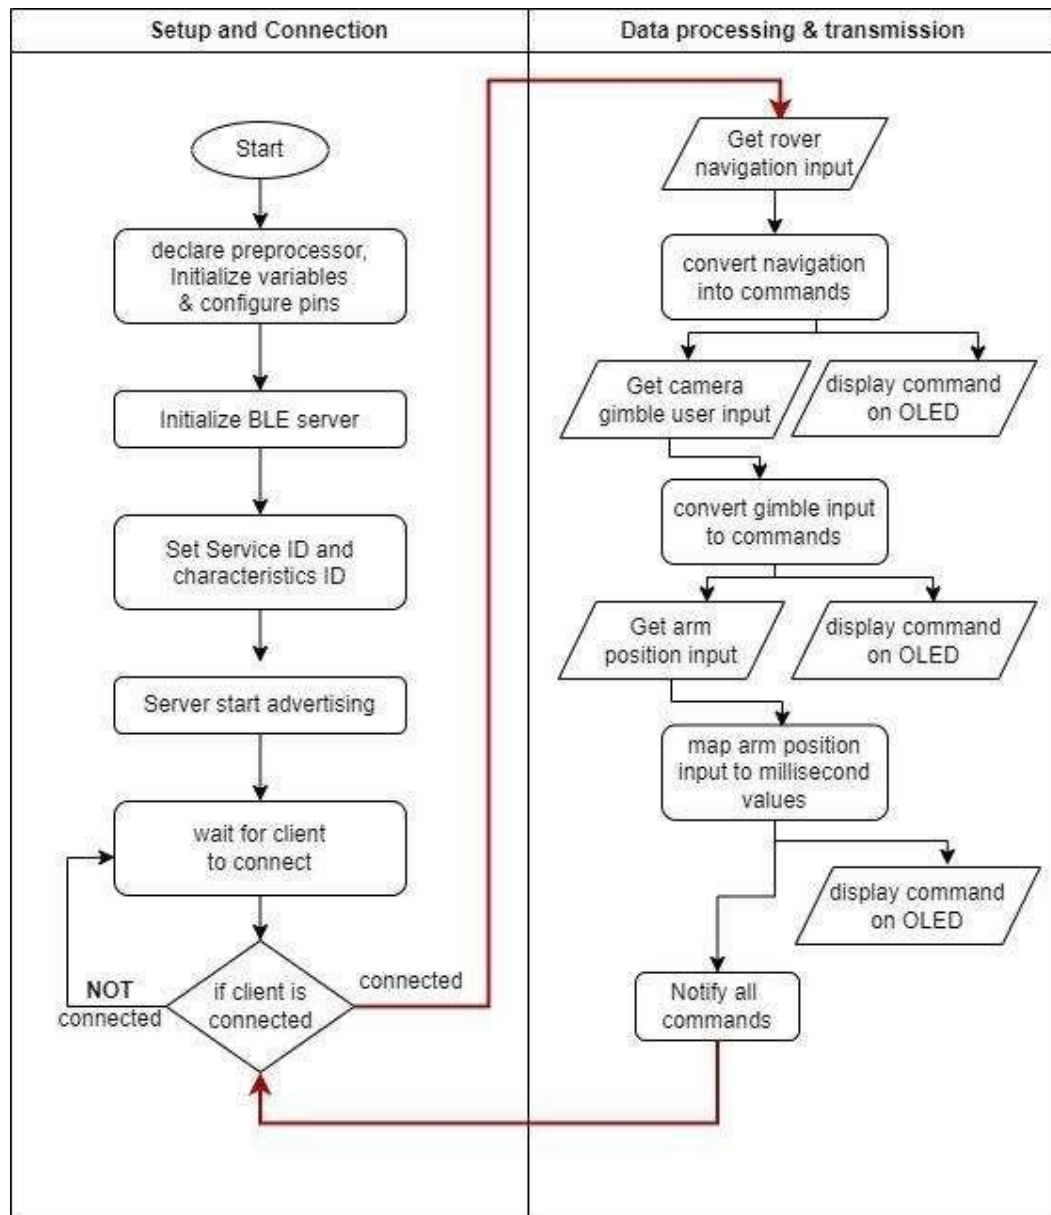 Setup and Connection
Start
declare preprocessor,
Initialize variables
& configure pins
Initialize BLE server
Set Service ID and
characteristics ID
Server start advertising
wait for client
to connect
if client is
connected
NOT
connected
connected
Data processing & transmission
Get rover
navigation input
convert navigation
into commands
Get camera
gimble user input
display command
on OLED
convert gimble input
to commands
Get arm
position input
display command
on OLED
map arm position
input to millisecond
values
display command
on OLED
Notify all
commands